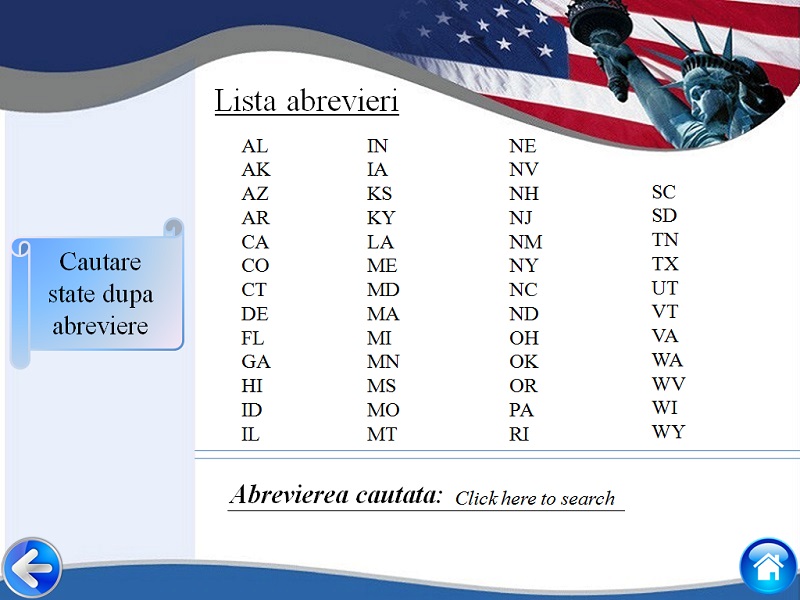 Lista abrevieri
AL
AK
AZ
AR
CA
CO
CT
DE
FL
GA
HI
ID
IL
IN
IA
KS
KY
LA
ME
MD
MA
MI
MN
MS
MO
MT
NE
NV
NH
NJ
NM
NY
NC
ND
OH
OK
OR
PA
RI
SC
SD
TN
TX
UT
VT
VA
WA
WV
WI
WY
Cautare
state dupa
abreviere
Abrevierea cautata: Click here to search